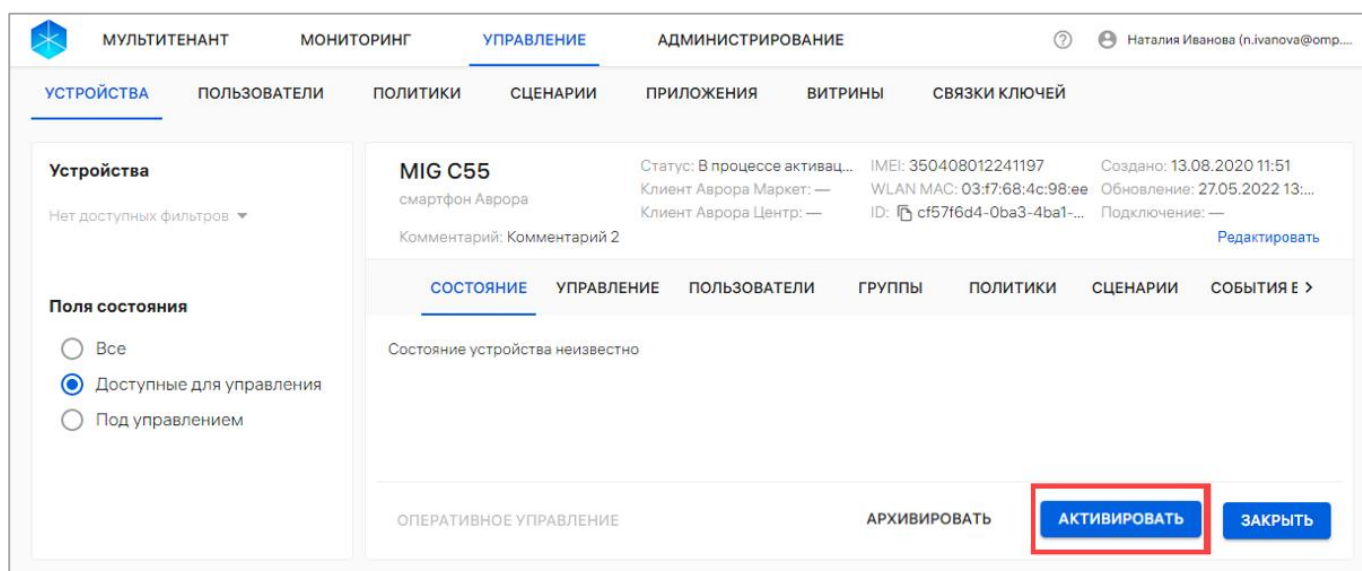 МУЛЬТИТЕНАНТ МОНИТОРИНГ УПРАВЛЕНИЕ АДМИНИСТРИРОВАНИЕ ? Наталия Иванова (n.ivanova@omp....
УСТРОЙСТВА ПОЛЬЗОВАТЕЛИ ПОЛИТИКИ СЦЕНАРИИ ПРИЛОЖЕНИЯ ВИТРИНЫ СВЯЗКИ КЛЮЧЕЙ
Устройства
Нет доступных фильтров
Поля состояния
Все
Доступные для управления
Под управлением
MIG C55
смартфон Аврора
Статус: В процессе активац... IMEI: 350408012241197 Создано: 13.08.2020 11:51
Клиент Аврора Маркет: — WLAN MAC: 03:f7:68:4c:98:ee Обновление: 27.05.2022 13:...
Клиент Аврора Центр: — ID: cf57f6d4-0ba3-4ba1-... Подключение: —
Комментарий: Комментарий 2 Редактировать
СОСТОЯНИЕ УПРАВЛЕНИЕ ПОЛЬЗОВАТЕЛИ ГРУППЫ ПОЛИТИКИ СЦЕНАРИИ СОБЫТИЯ Е >
Состояние устройства неизвестно
ОПЕРАТИВНОЕ УПРАВЛЕНИЕ АРХИВИРОВАТЬ АКТИВИРОВАТЬ ЗАКРЫТЬ